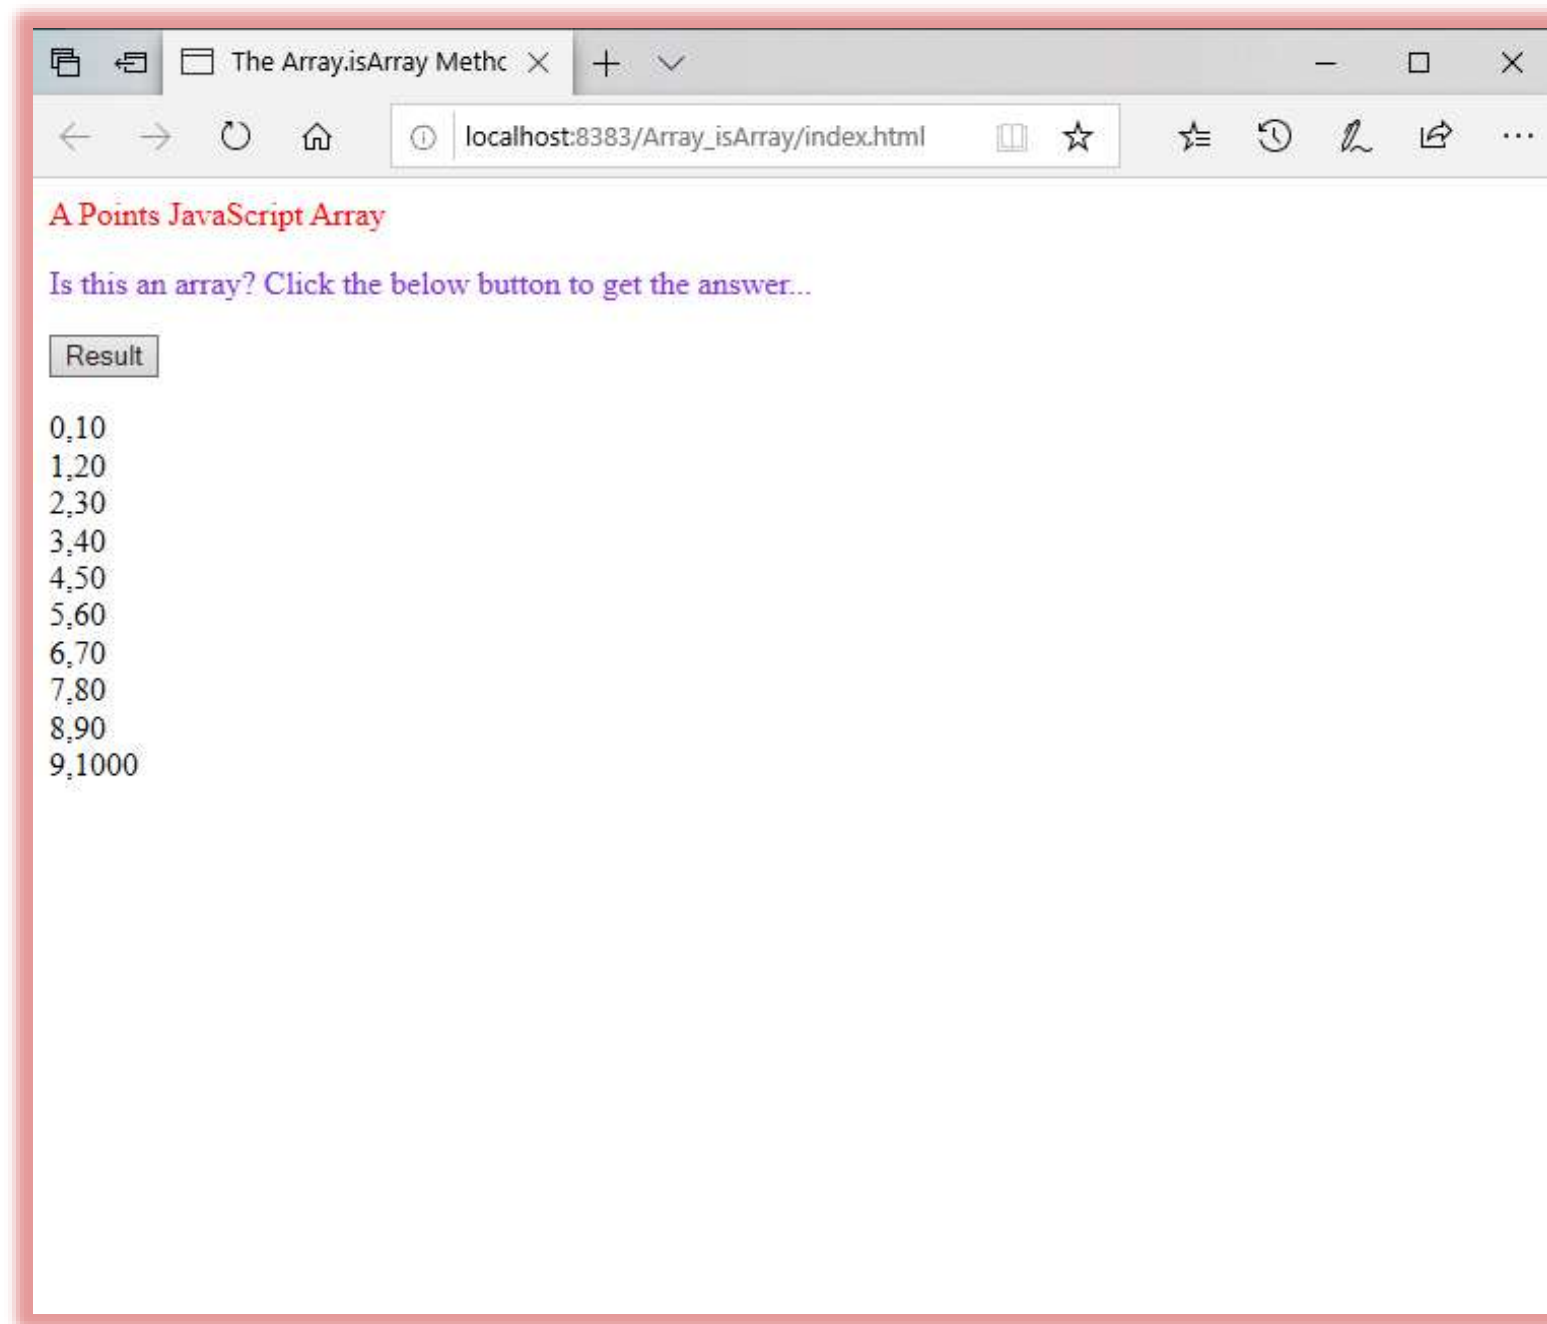 The Array.isArray Methc
localhost:8383/Array_isArray/index.html
A Points JavaScript Array
Is this an array? Click the below button to get the answer...
Result
0,10
1,20
2,30
3,40
4,50
5,60
6,70
7,80
8,90
9,1000